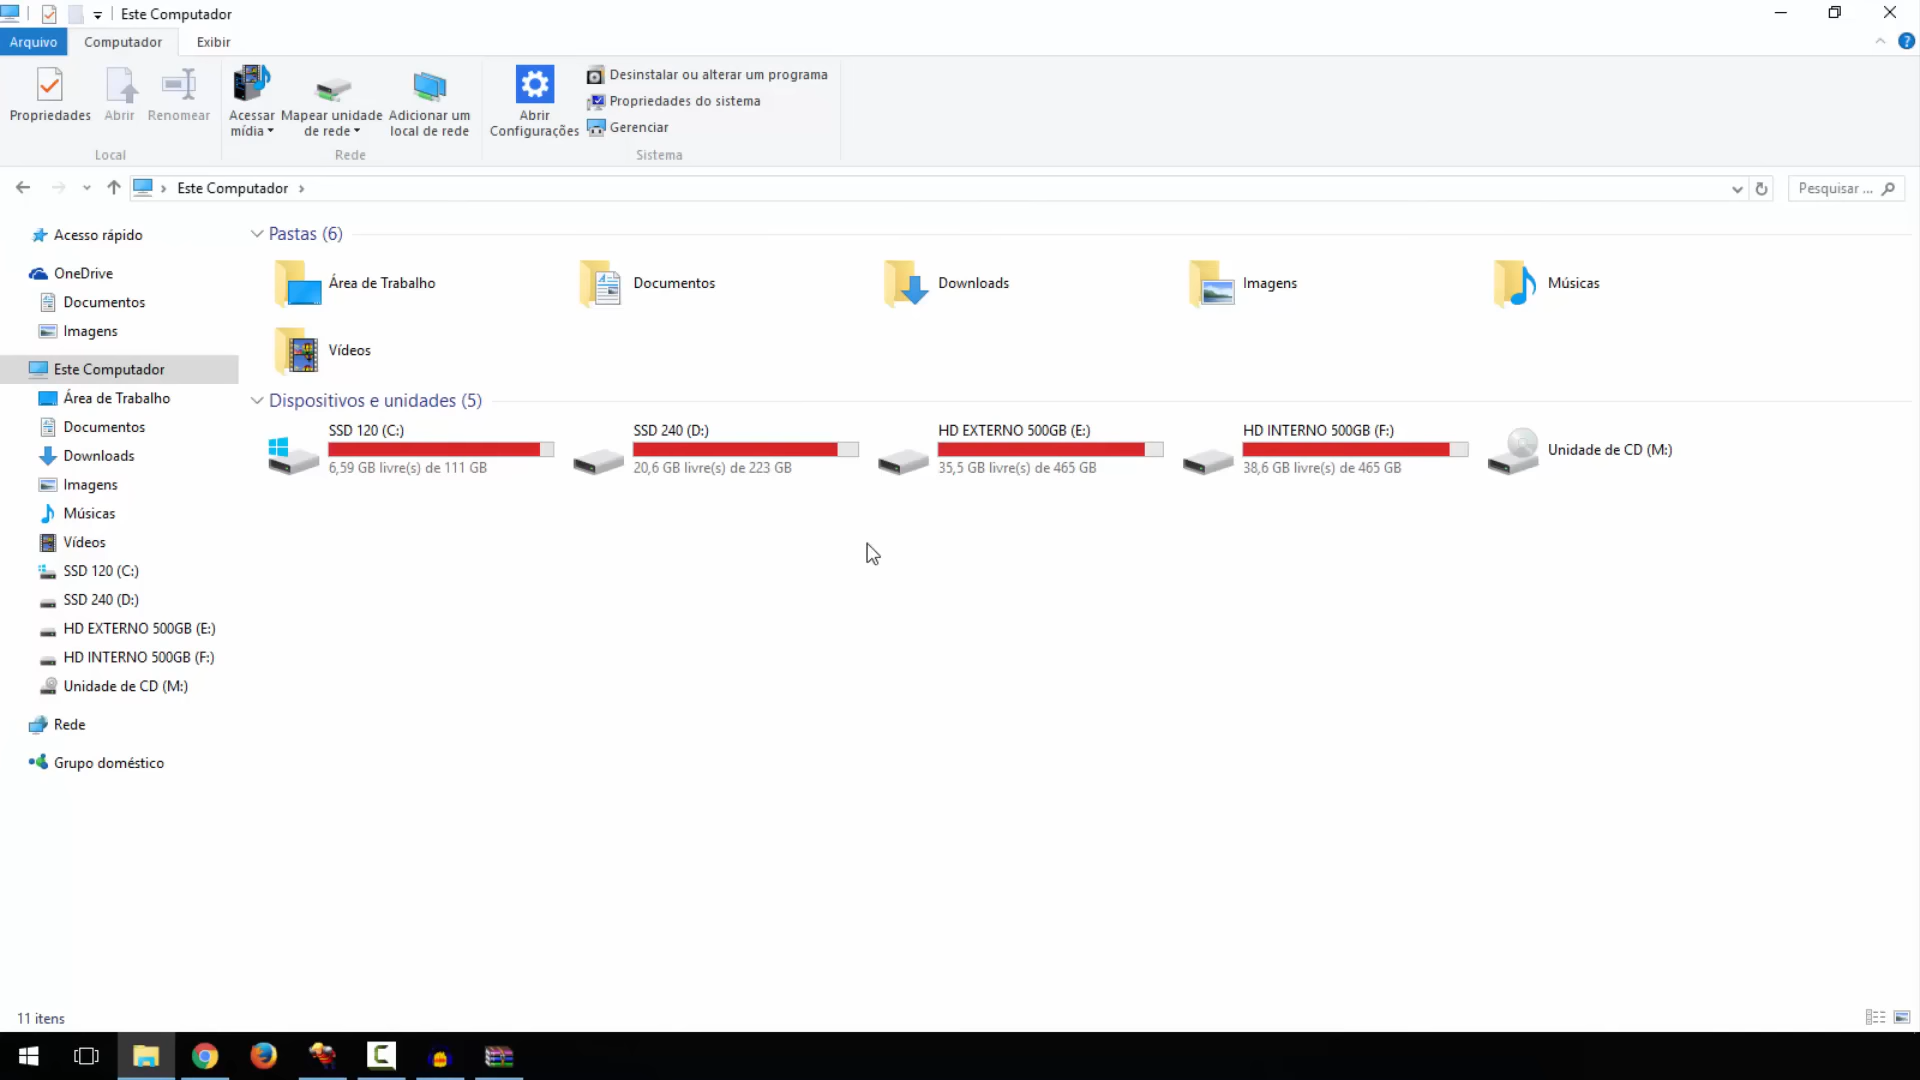 Este Computador
Arquivo
Computador
Exibir
Propriedades
Abrir
Renomear
Local
Acessar
mídia
Mapear unidade
de rede
Adicionar um
local de rede
Rede
Abrir
Configurações
Desinstalar ou alterar um programa
Propriedades do sistema
Gerenciar
Sistema
Este Computador
Pesquisar ...
Acesso rápido
OneDrive
Documentos
Imagens
Este Computador
Área de Trabalho
Documentos
Downloads
Imagens
Músicas
Vídeos
SSD 120 (C:)
SSD 240 (D:)
HD EXTERNO 500GB (E:)
HD INTERNO 500GB (F:)
Unidade de CD (M:)
Rede
Grupo doméstico
Pastas (6)
Área de Trabalho
Documentos
Downloads
Imagens
Músicas
Vídeos
Dispositivos e unidades (5)
SSD 120 (C:)
6,59 GB livre(s) de 111 GB
SSD 240 (D:)
20,6 GB livre(s) de 223 GB
HD EXTERNO 500GB (E:)
35,5 GB livre(s) de 465 GB
HD INTERNO 500GB (F:)
38,6 GB livre(s) de 465 GB
Unidade de CD (M:)
11 itens